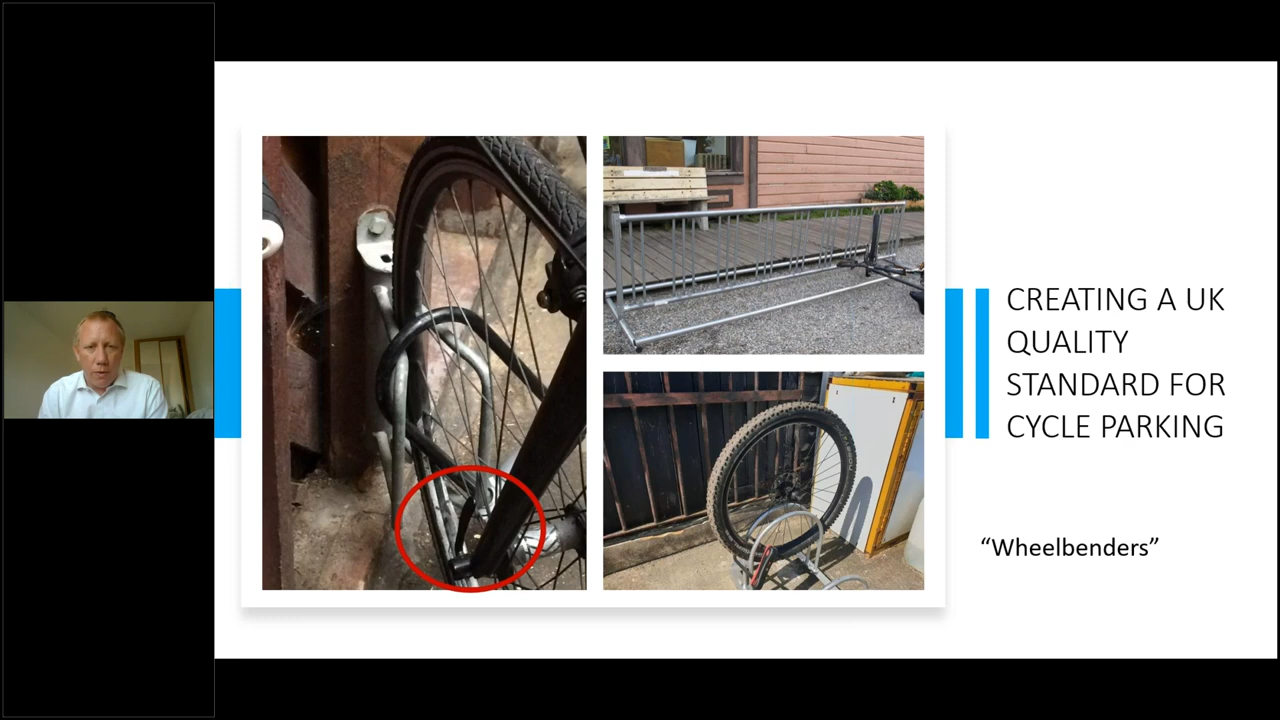 CREATING A UK
QUALITY
STANDARD FOR
CYCLE PARKING
“Wheelbenders”